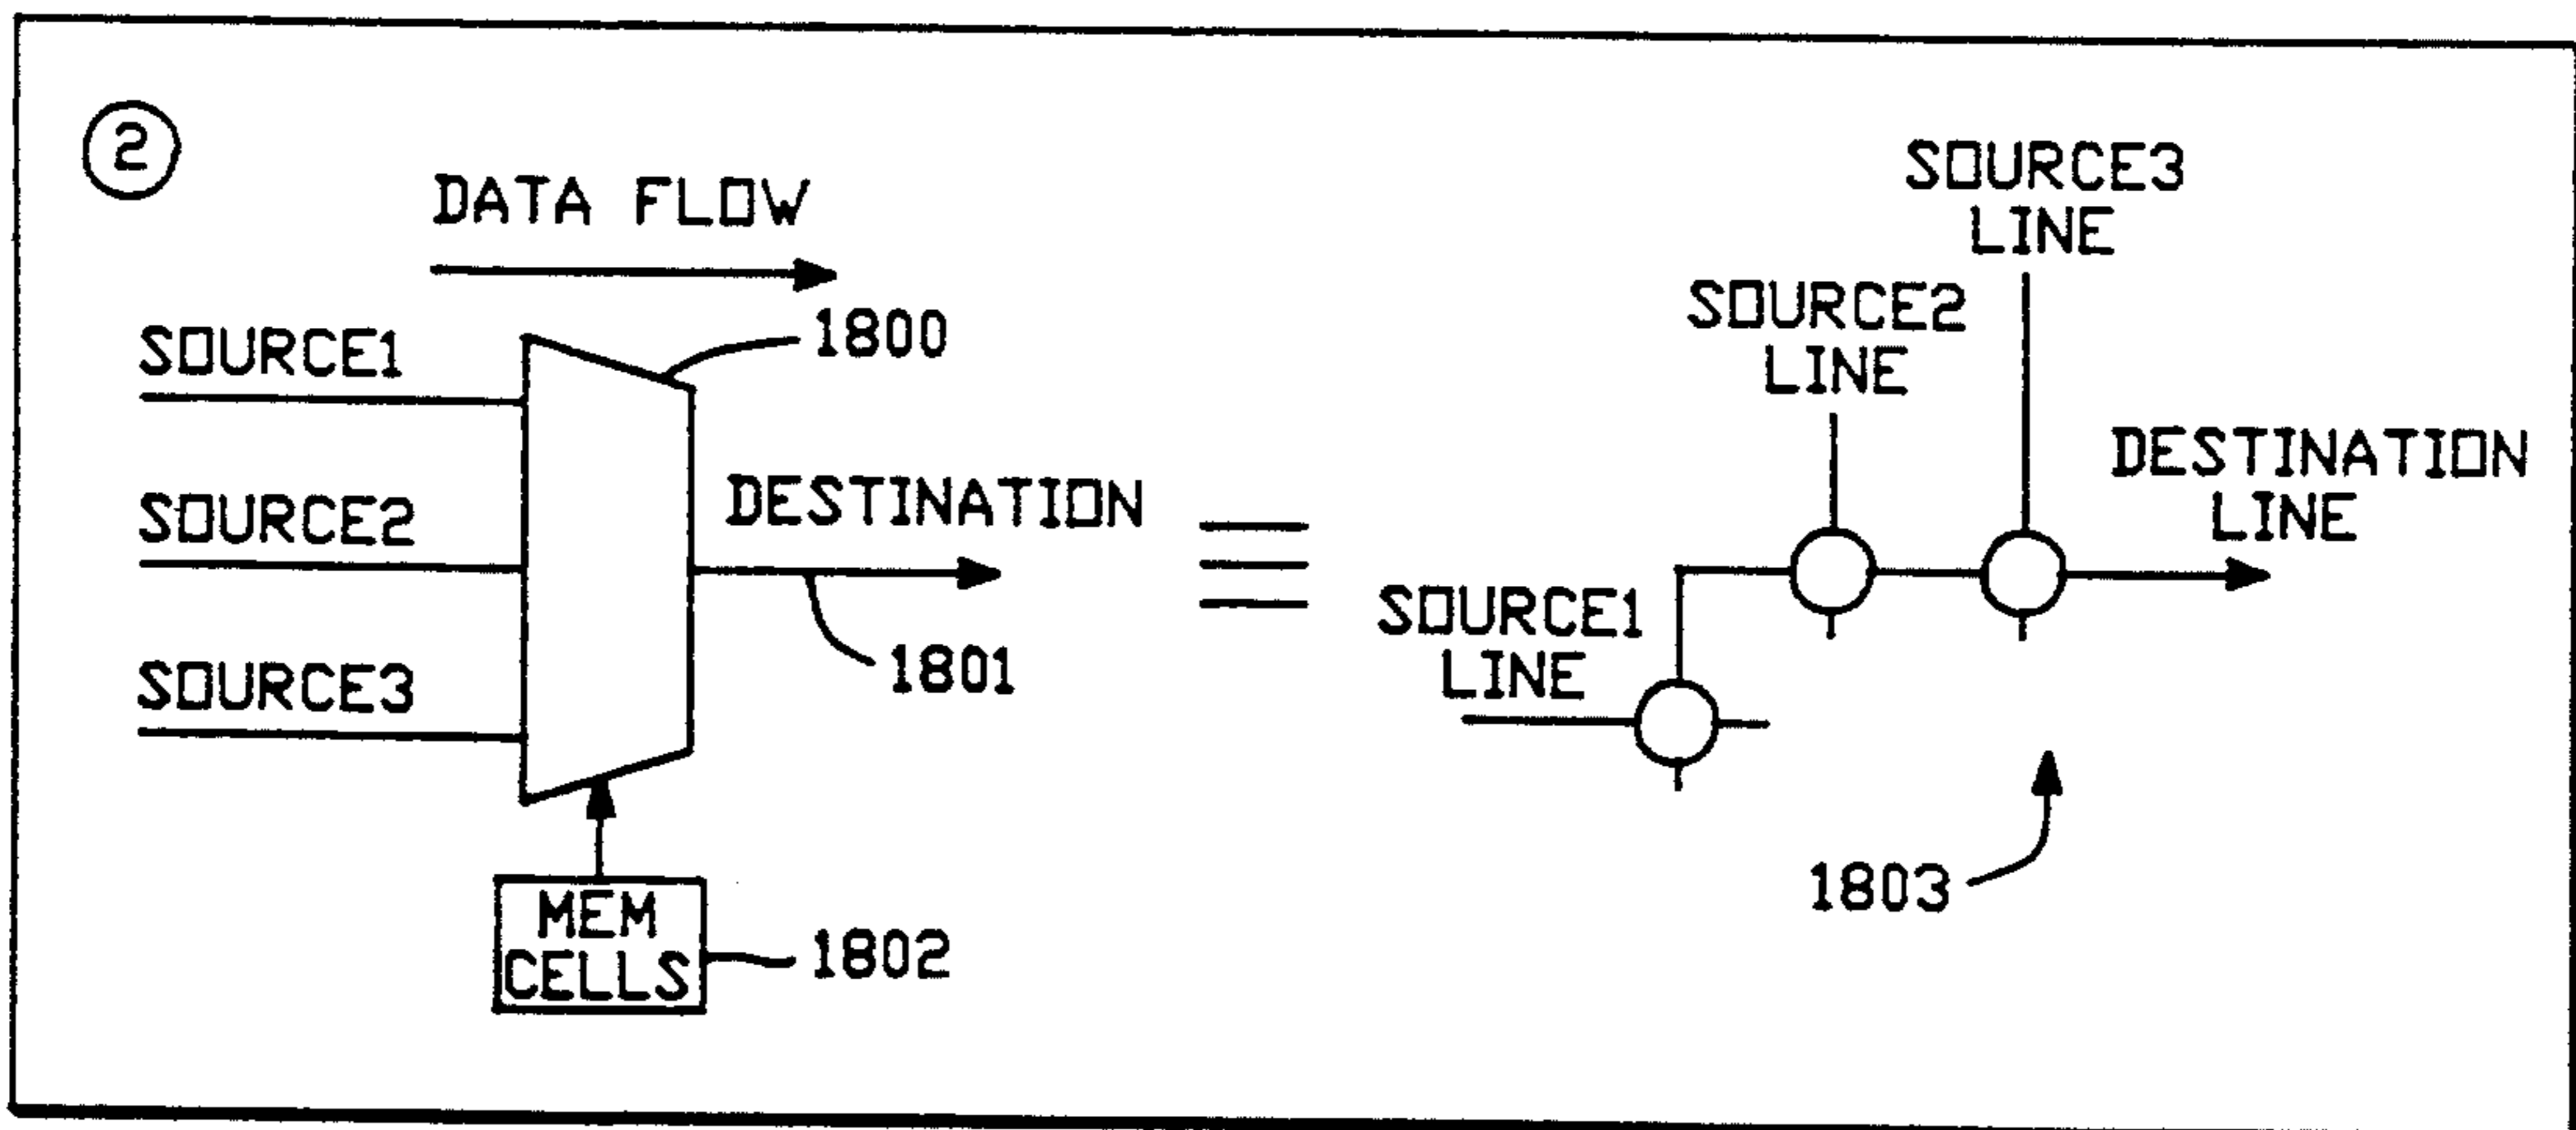 2
DATA FLOW
1800
SOURCE1
SOURCE2
SOURCE3
DESTINATION
1801
MEM
CELLS
1802
SOURCE1
LINE
SOURCE2
LINE
SOURCE3
LINE
DESTINATION
LINE
1803